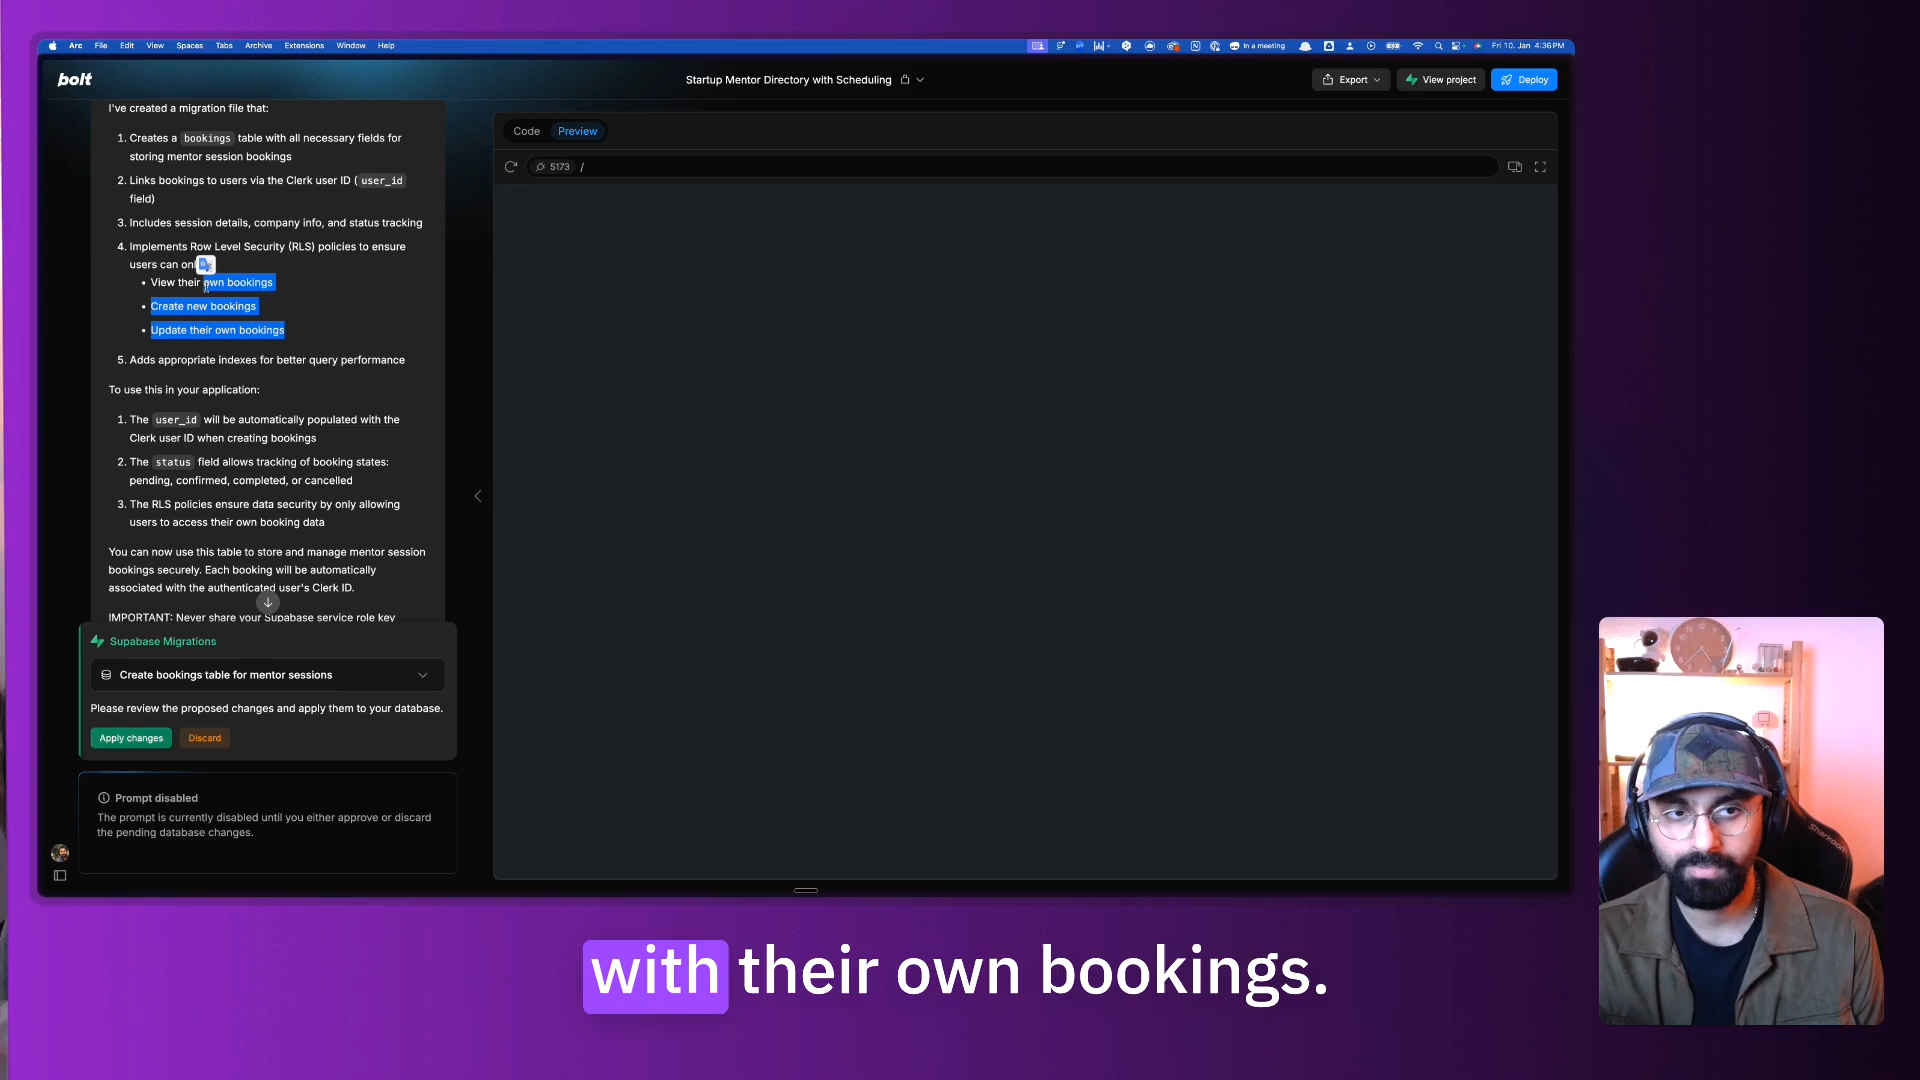 Arc File Edit View Spaces Tabs Archive Extensions Window Help
In a meeting
Fri 10. Jan 4:36 PM
bolt
Startup Mentor Directory with Scheduling
Export
View project
Deploy
I've created a migration file that:
1. Creates a bookings table with all necessary fields for
storing mentor session bookings
2. Links bookings to users via the Clerk user ID ( user_id
field)
3. Includes session details, company info, and status tracking
4. Implements Row Level Security (RLS) policies to ensure
users can onl
• View their own bookings
• Create new bookings
• Update their own bookings
5. Adds appropriate indexes for better query performance
To use this in your application:
1. The user_id will be automatically populated with the
Clerk user ID when creating bookings
2. The status field allows tracking of booking states:
pending, confirmed, completed, or cancelled
3. The RLS policies ensure data security by only allowing
users to access their own booking data
You can now use this table to store and manage mentor session
bookings securely. Each booking will be automatically
associated with the authenticated user's Clerk ID.
IMPORTANT: Never share your Supabase service role key
Supabase Migrations
Create bookings table for mentor sessions
Please review the proposed changes and apply them to your database.
Apply changes
Discard
Prompt disabled
The prompt is currently disabled until you either approve or discard
the pending database changes.
Code
Preview
5173 /
Sharkoon
with their own bookings.